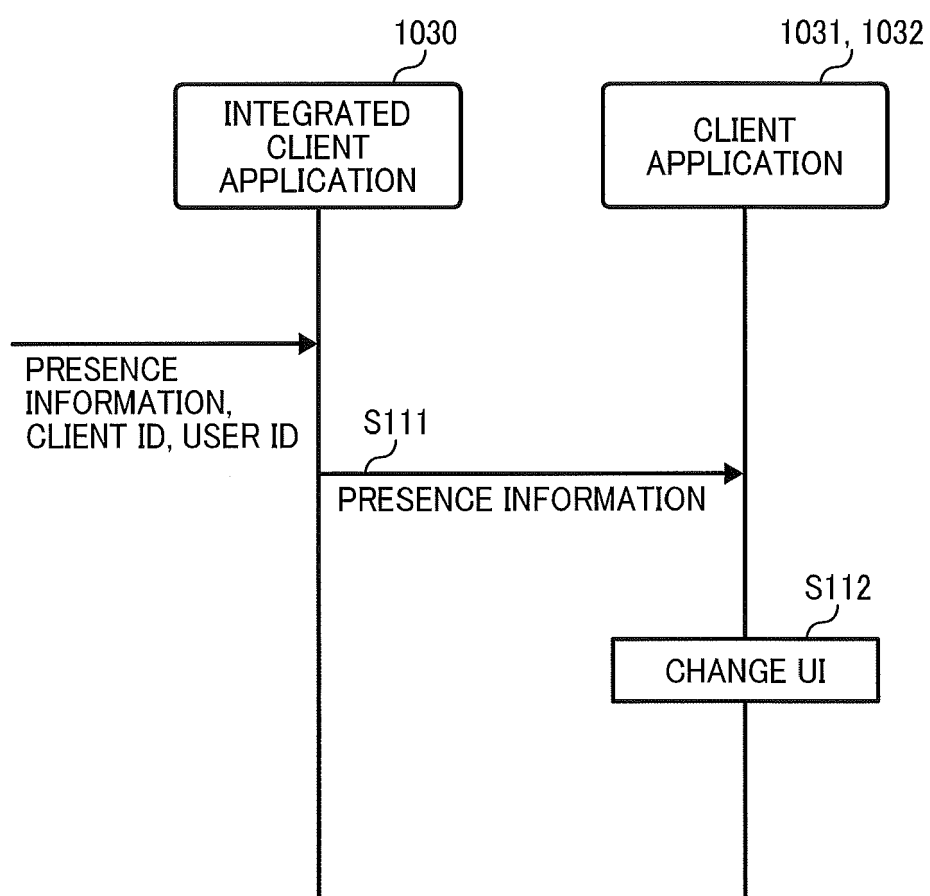 1030
1031, 1032
INTEGRATED
CLIENT
APPLICATION
CLIENT
APPLICATION
PRESENCE
INFORMATION,
CLIENT ID, USER ID
S111
PRESENCE INFORMATION
S112
CHANGE UI